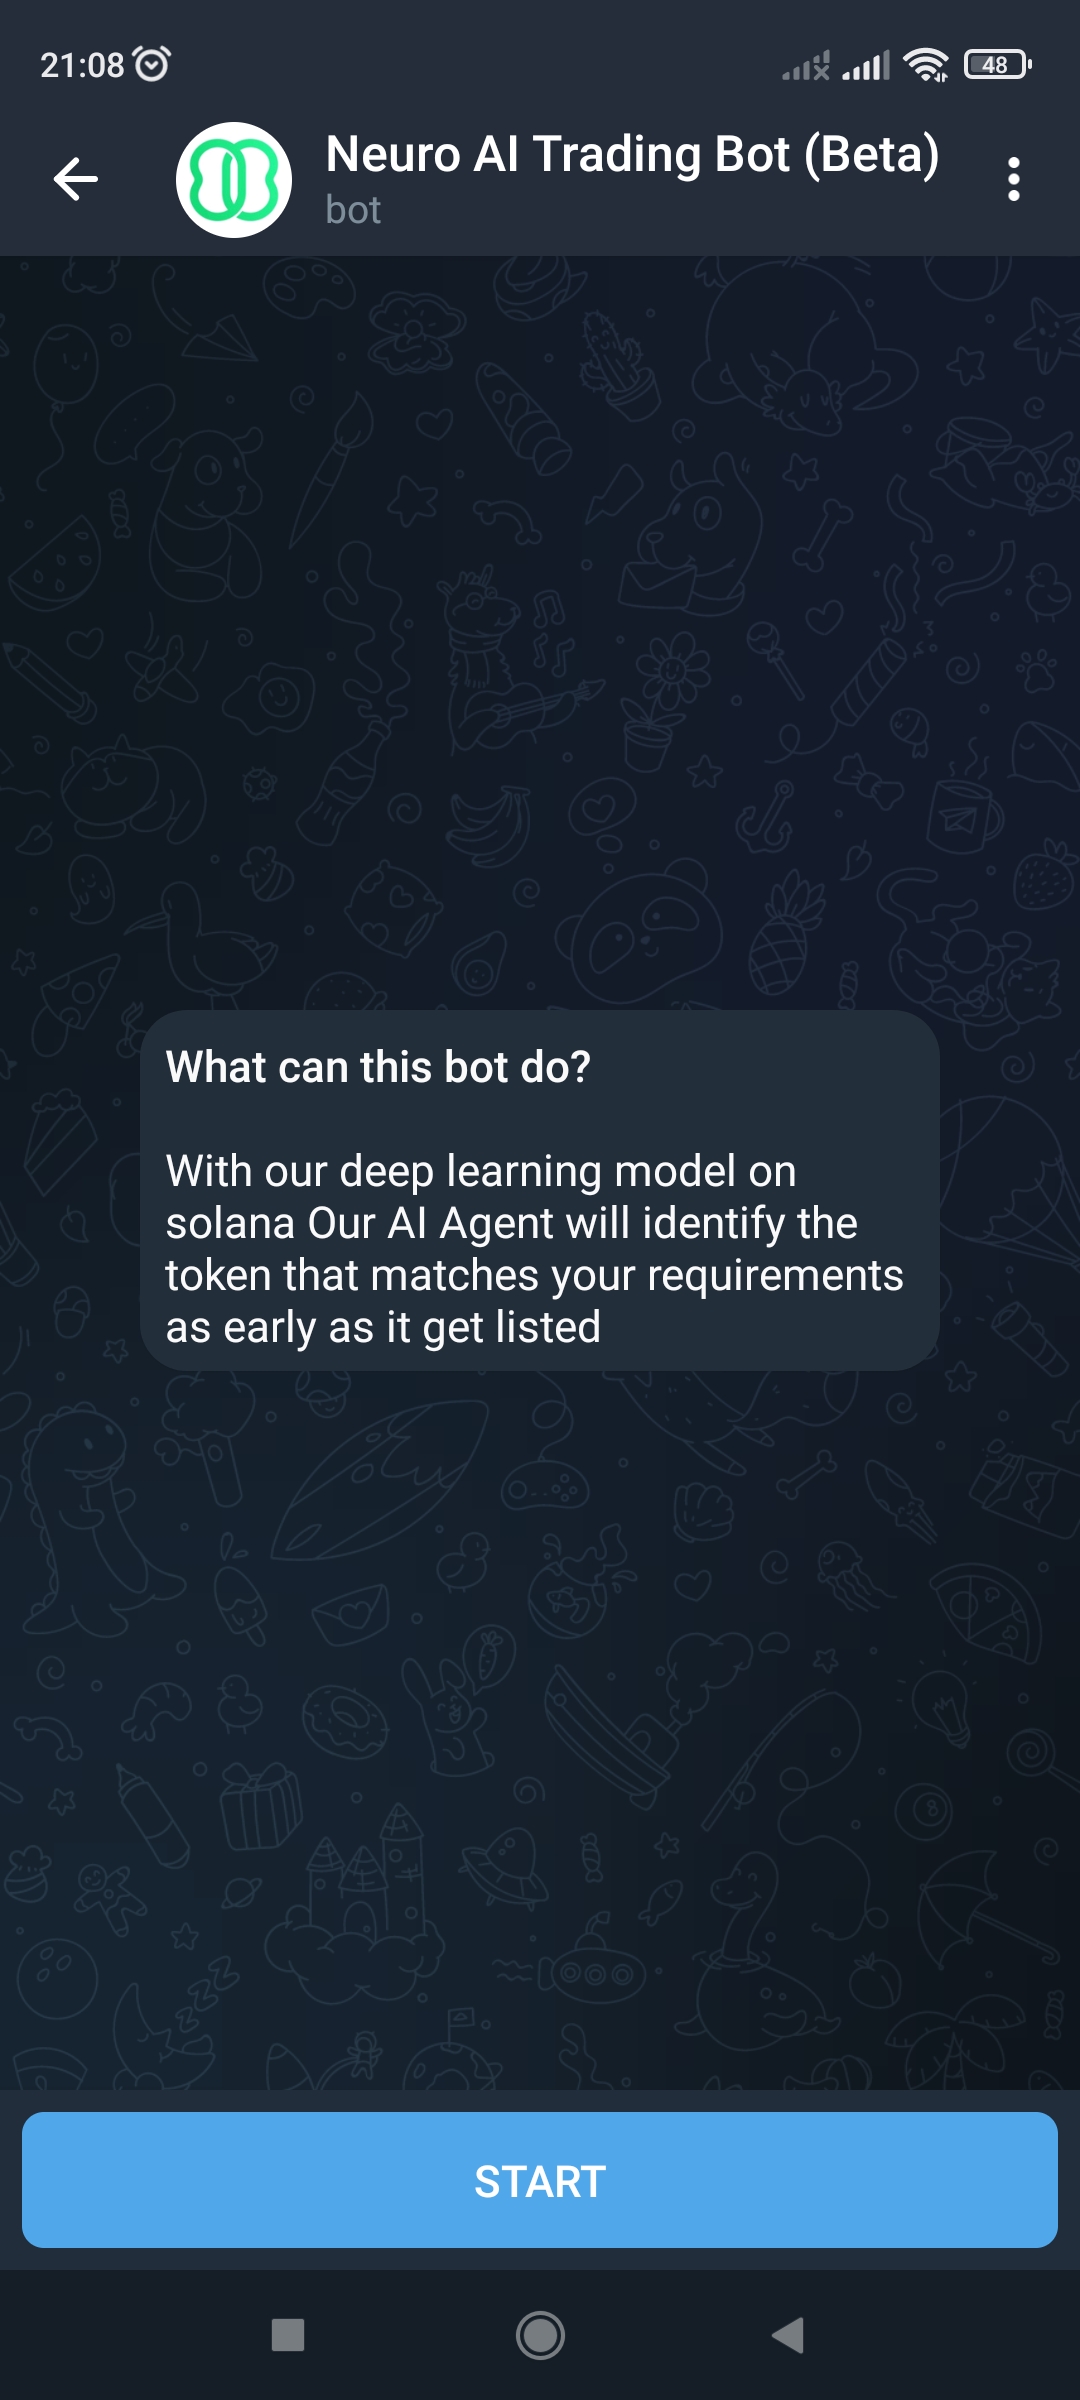 21:08
48
Neuro AI Trading Bot (Beta)
bot
What can this bot do?
With our deep learning model on
solana Our AI Agent will identify the
token that matches your requirements
as early as it get listed
START